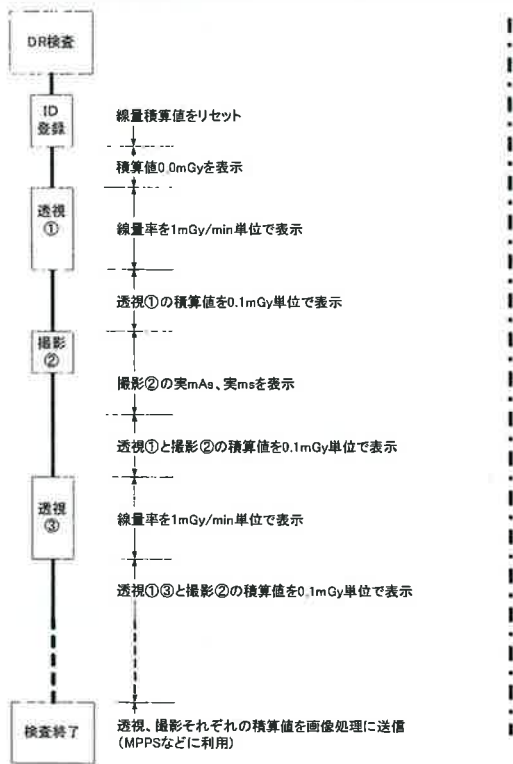 DR検査
ID
登録
線量積算値をリセット
積算値0.0mGyを表示
透視
①
線量率を1mGy/min単位で表示
透視①の積算値を0.1mGy単位で表示
撮影
②
撮影②の実mAs、実msを表示
透視①と撮影②の積算値を0.1mGy単位で表示
透視
③
線量率を1mGy/min単位で表示
透視①③と撮影②の積算値を0.1mGy単位で表示
検査終了
透視、撮影それぞれの積算値を画像処理に送信
(MPPSなどに利用)